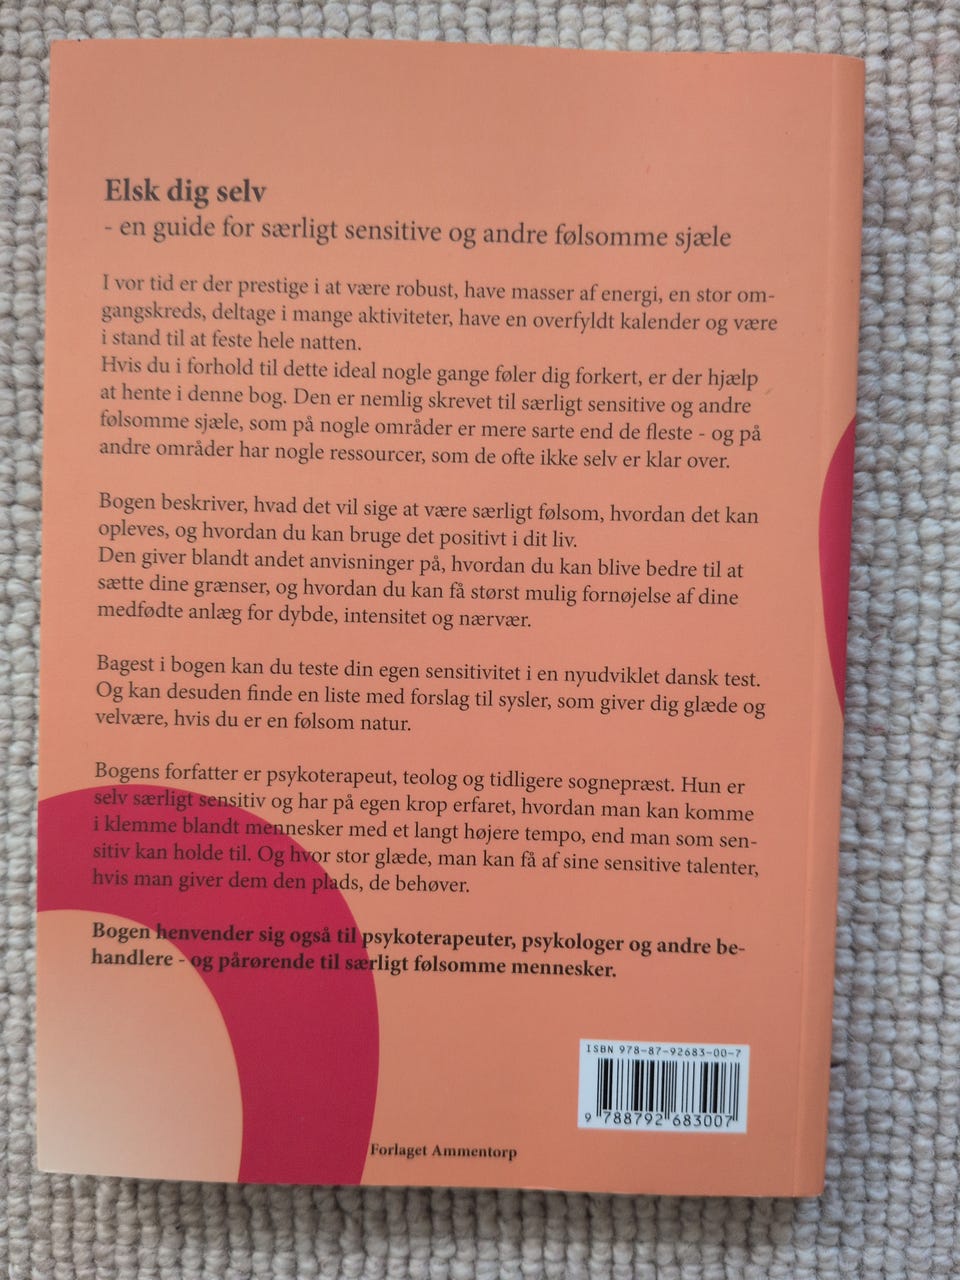 Elsk dig selv
- en guide for særligt sensitive og andre følsomme sjæle
I vor tid er der prestige i at være robust, have masser af energi, en stor om-
gangskreds, deltage i mange aktiviteter, have en overfyldt kalender og være
i stand til at feste hele natten.
Hvis du i forhold til dette ideal nogle gange føler dig forkert, er der hjælp
at hente i denne bog. Den er nemlig skrevet til særligt sensitive og andre
følsomme sjæle, som på nogle områder er mere sarte end de fleste - og på
andre områder har nogle ressourcer, som de ofte ikke selv er klar over.
Bogen beskriver, hvad det vil sige at være særligt følsom, hvordan det kan
opleves, og hvordan du kan bruge det positivt i dit liv.
Den giver blandt andet anvisninger på, hvordan du kan blive bedre til at
sætte dine grænser, og hvordan du kan få størst mulig fornøjelse af dine
medfødte anlæg for dybde, intensitet og nærvær.
Bagest i bogen kan du teste din egen sensitivitet i en nyudviklet dansk test.
Og kan desuden finde en liste med forslag til sysler, som giver dig glæde og
velvære, hvis du er en følsom natur.
Bogens forfatter er psykoterapeut, teolog og tidligere sognepræst. Hun er
selv særligt sensitiv og har på egen krop erfaret, hvordan man kan komme
i klemme blandt mennesker med et langt højere tempo, end man som sen-
sitiv kan holde til. Og hvor stor glæde, man kan få af sine sensitive talenter,
hvis man giver dem den plads, de behøver.
Bogen henvender sig også til psykoterapeuter, psykologer og andre be-
handlere - og pårørende til særligt følsomme mennesker.
ISBN 978-87-92683-00-7
9 788792 683007
Forlaget Ammentorp